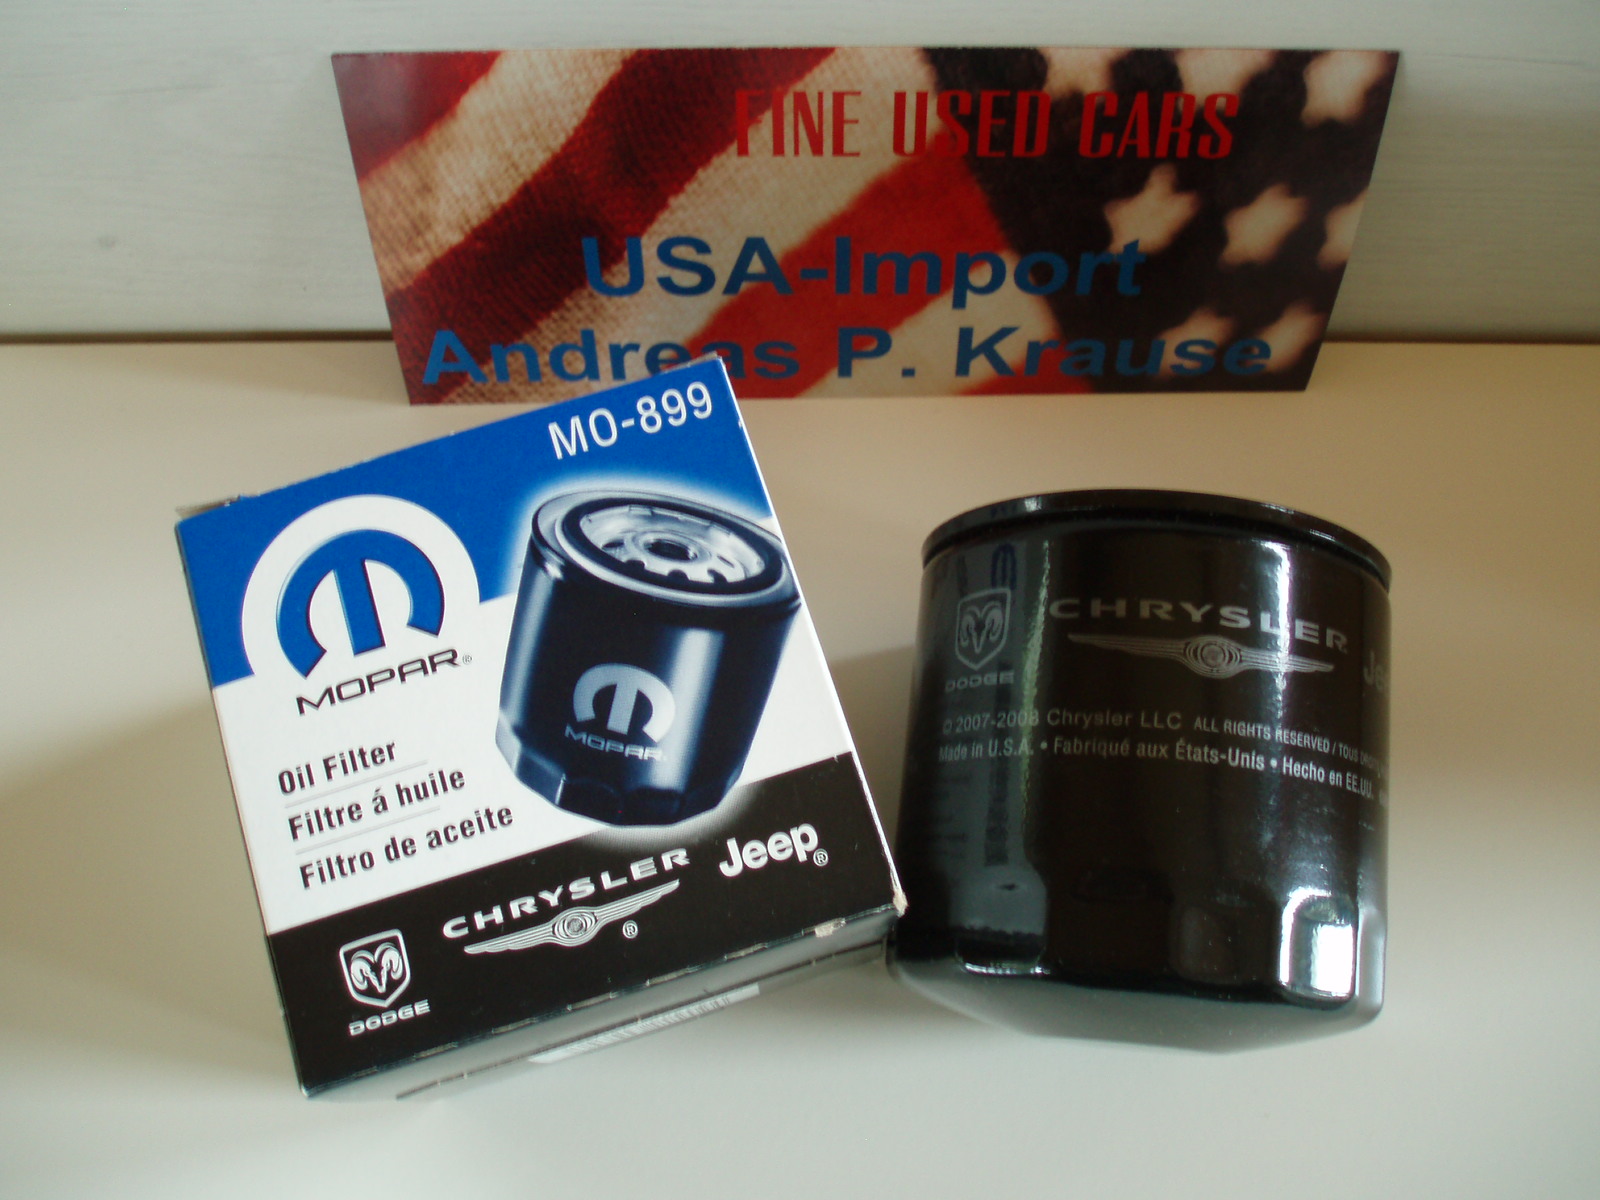 FINE USED CARS
USA-Import
Andreas P. Krause
MO-899
MOPAR®
MOPAR
Oil Filter
Filtre á huile
Filtro de aceite
DODGE
CHRYSLER
®
Jeep®
DODGE
CHRYSLER
© 2007-2008 Chrysler LLC ALL RIGHTS RESERVED / TOUS
Made in U.S.A. • Fabriqué aux États-Unis • Hecho en EE.UU.